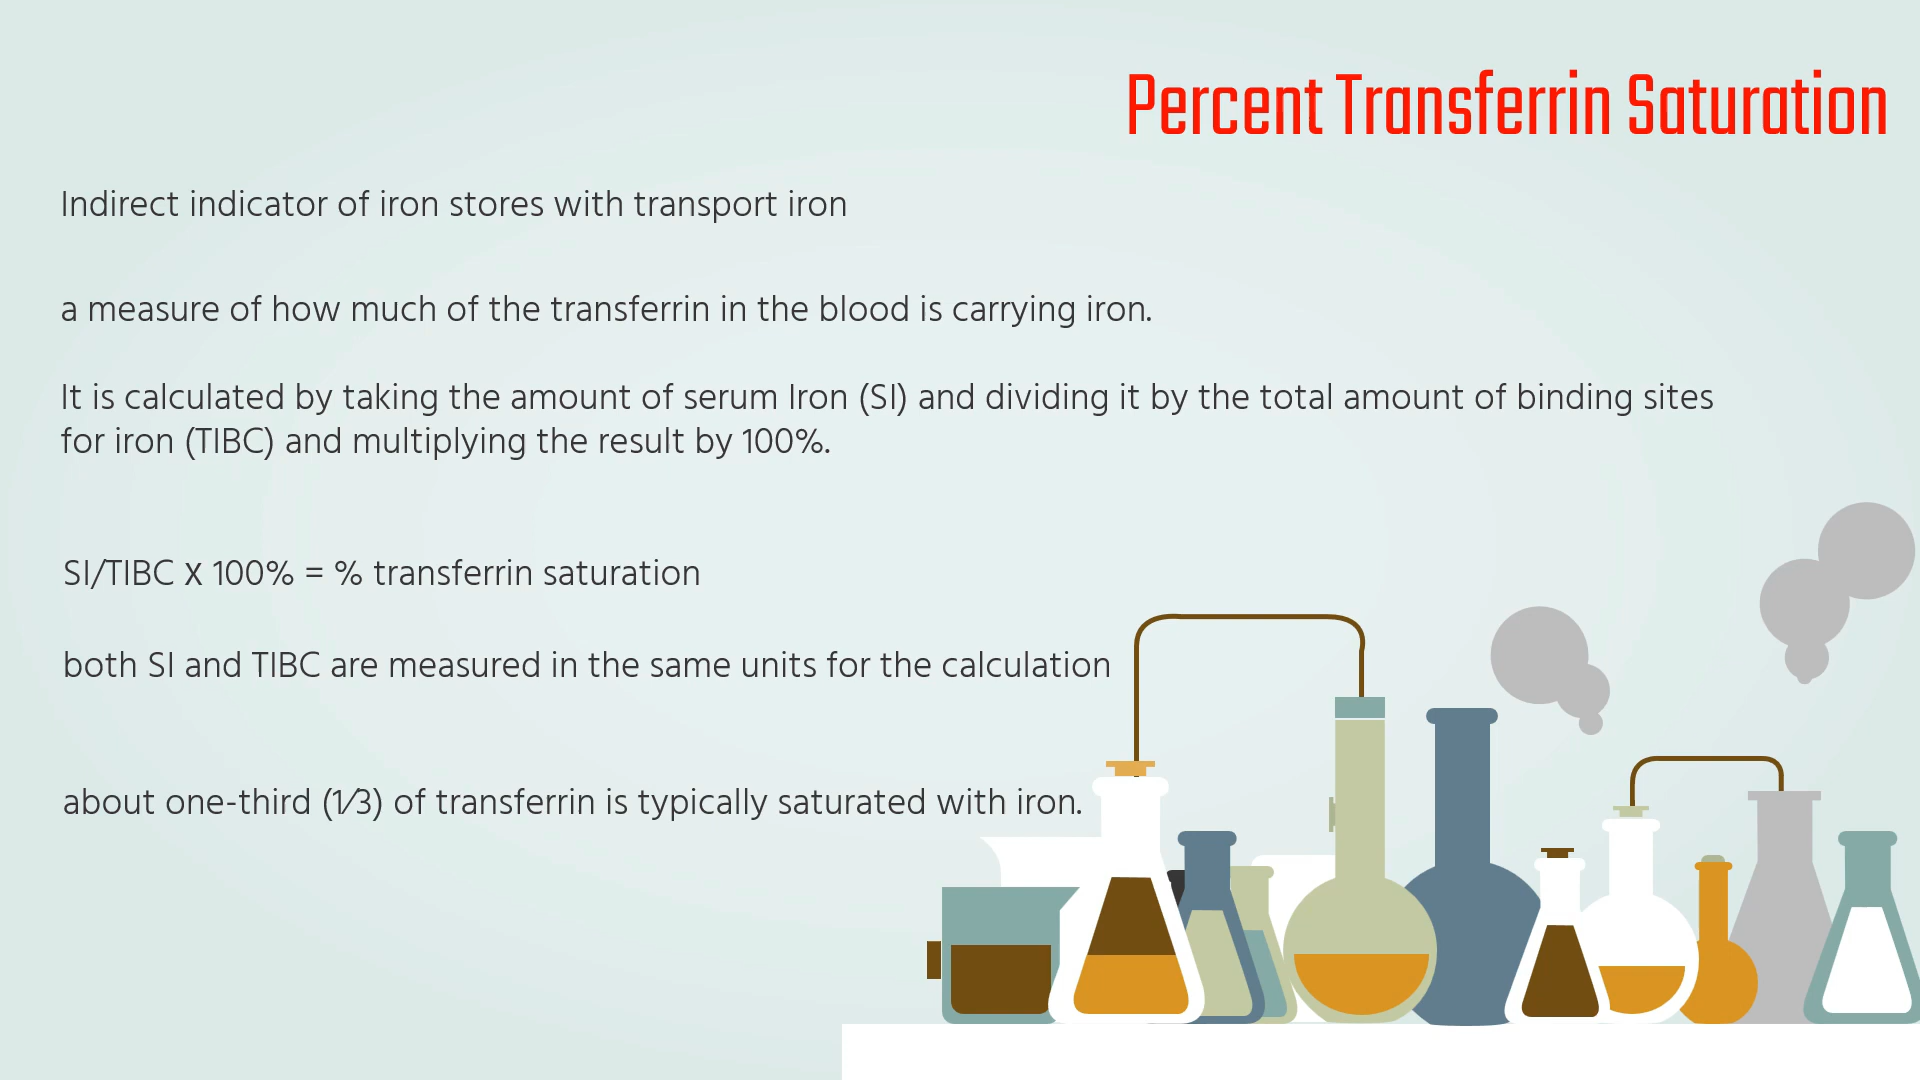 Percent Transferrin Saturation
Indirect indicator of iron stores with transport iron
a measure of how much of the transferrin in the blood is carrying iron.
It is calculated by taking the amount of serum Iron (SI) and dividing it by the total amount of binding sites
for iron (TIBC) and multiplying the result by 100%.
SI/TIBC x 100% = % transferrin saturation
both SI and TIBC are measured in the same units for the calculation
about one-third (1⁄3) of transferrin is typically saturated with iron.